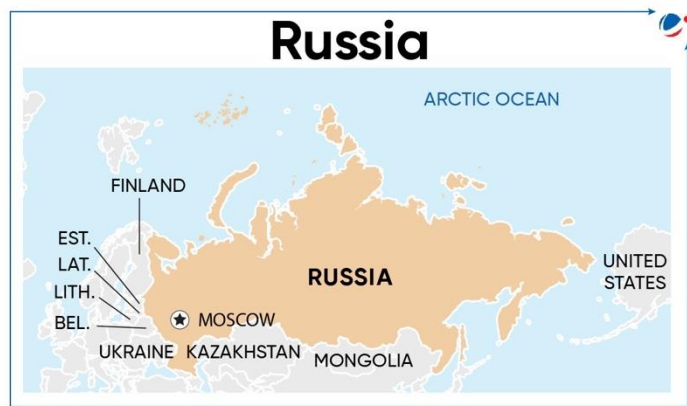 Russia
ARCTIC OCEAN
FINLAND
EST.
LAT.
LITH.
BEL.
MOSCOW
RUSSIA
UNITED
STATES
UKRAINE
KAZAKHSTAN
MONGOLIA